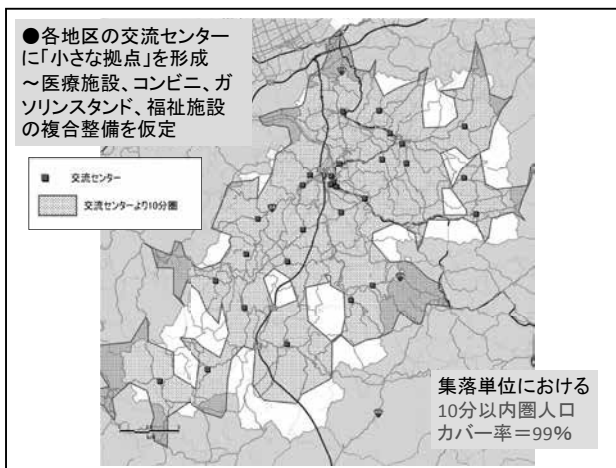 ●各地区の交流センター
に「小さな拠点」を形成
～医療施設、コンビニ、ガ
ソリンスタンド、福祉施設
の複合整備を仮定
交流センター
交流センターより10分圏
集落単位における
10分以内圏人口
カバー率＝99%